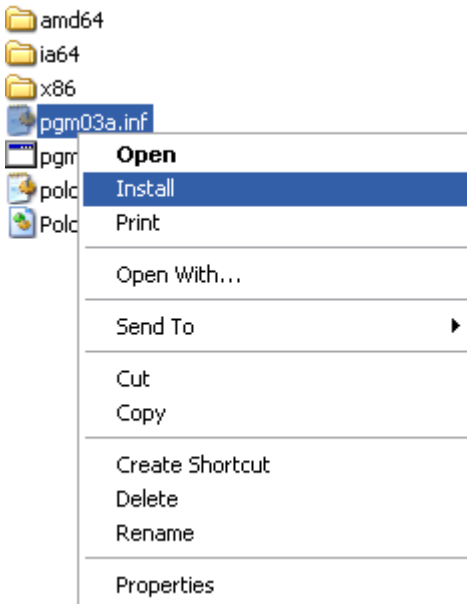 amd64
ia64
x86
pgm03a.inf
pgm
Open
polc
Install
Polc
Print
Open With...
Send To
Cut
Copy
Create Shortcut
Delete
Rename
Properties